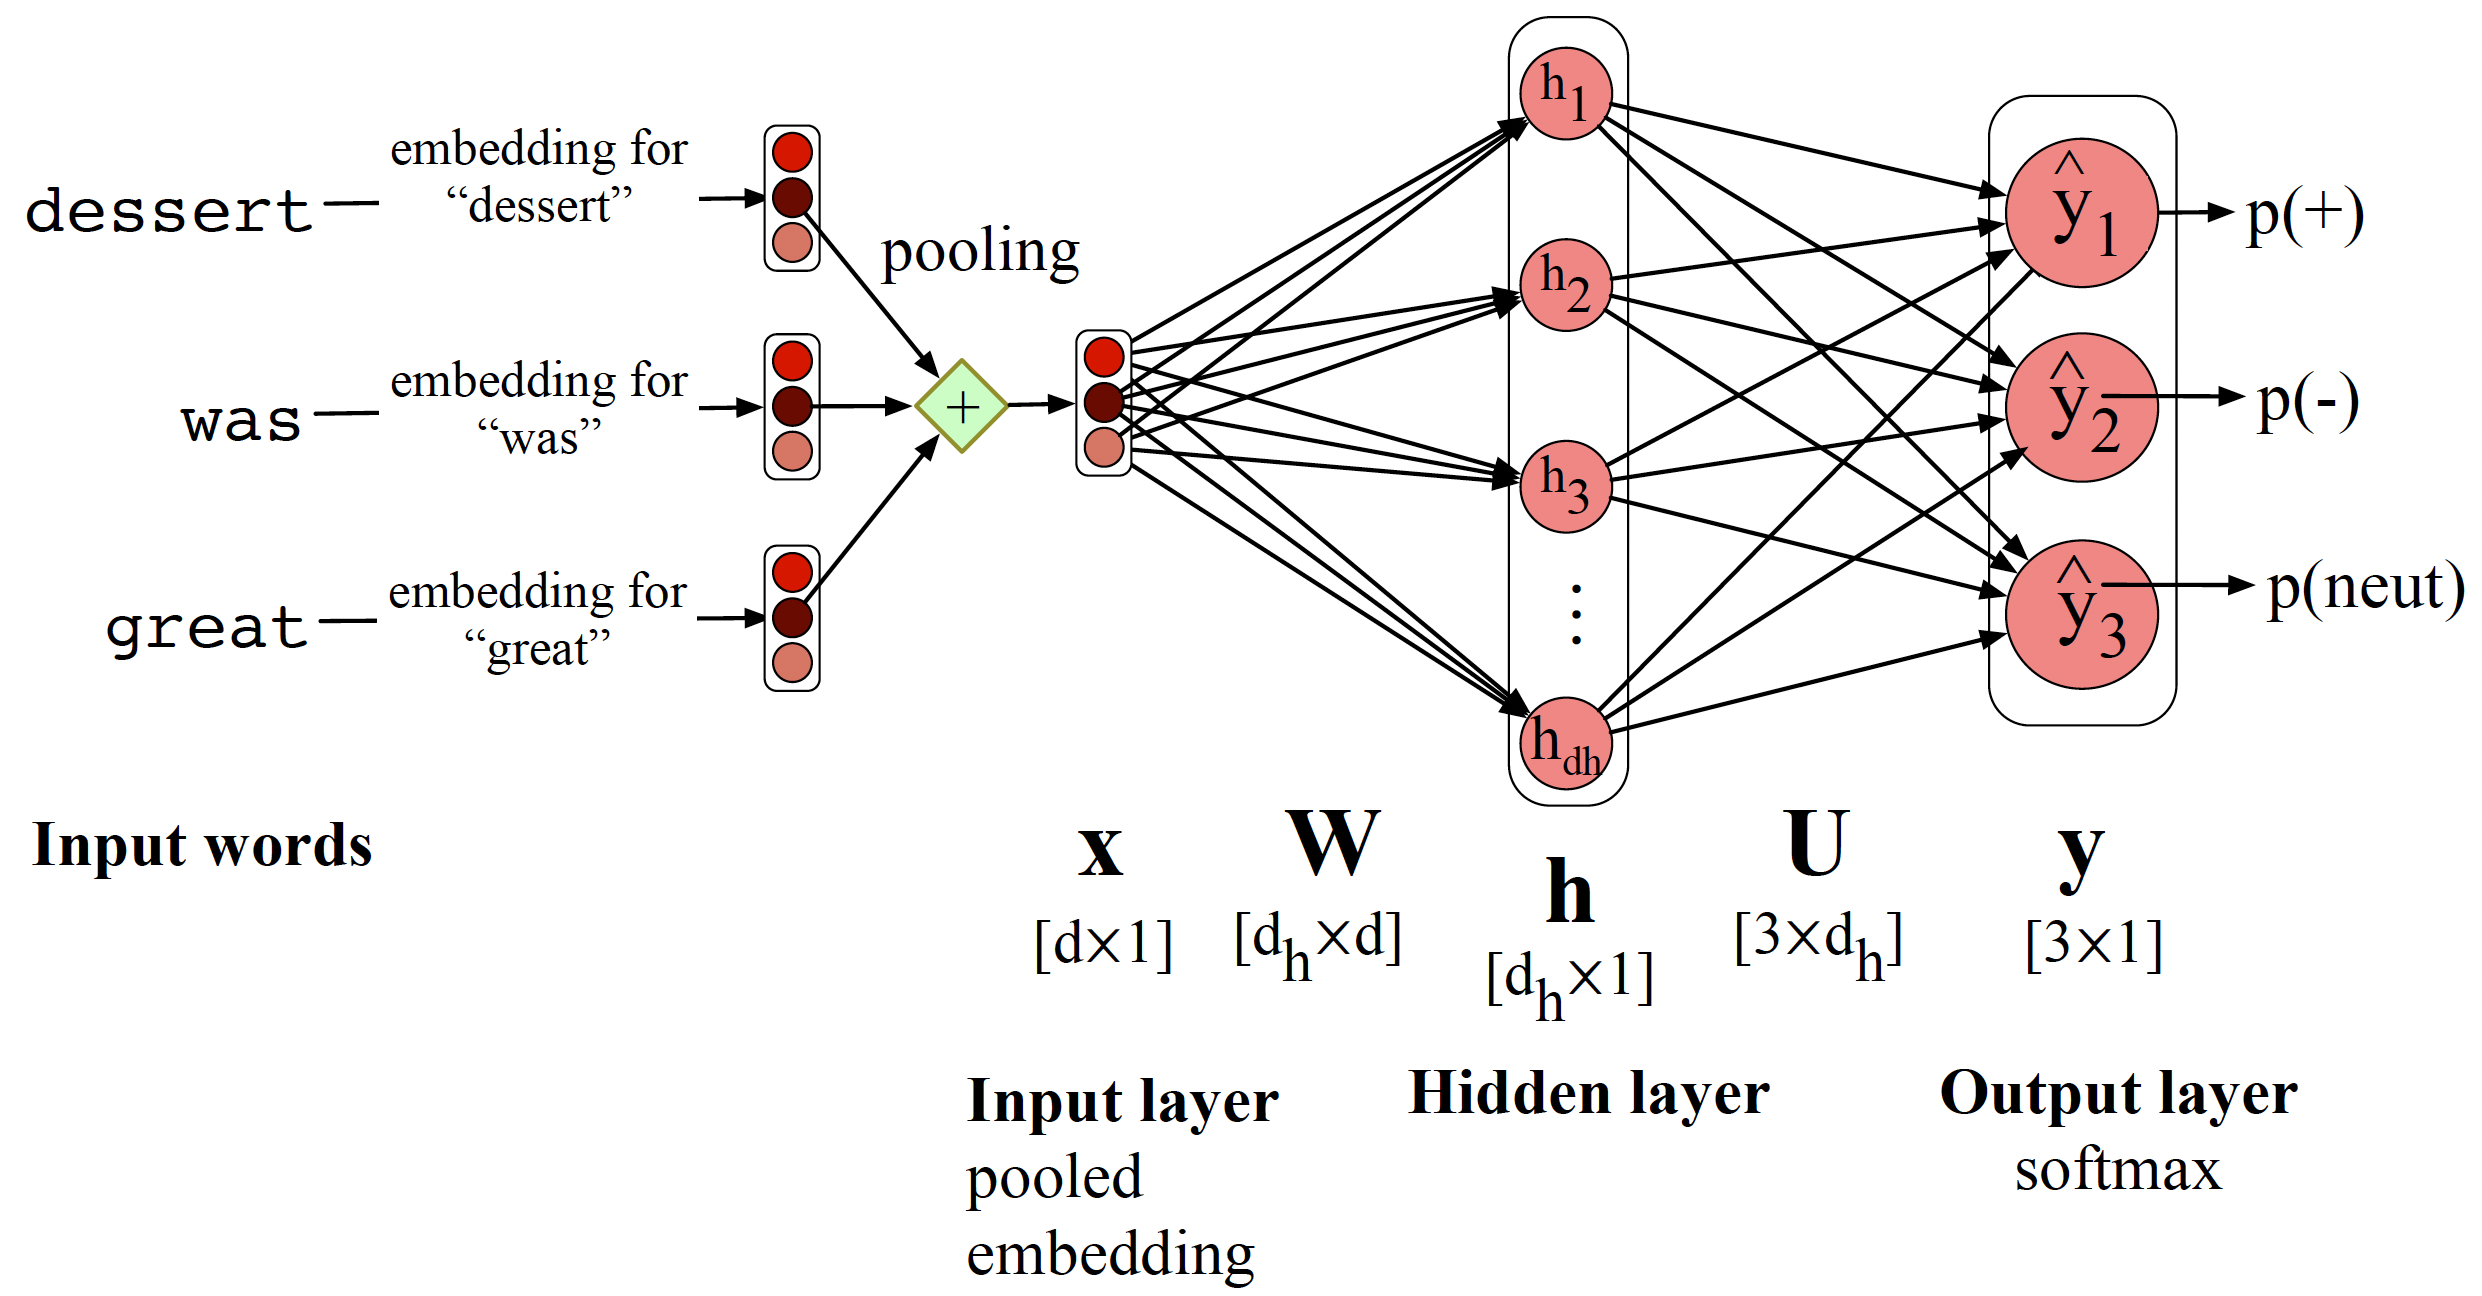 dessert
embedding for
“dessert”
pooling
was
embedding for
“was”
+
great
embedding for
“great”
h1
h2
h3
⋮
hdh
ŷ1
ŷ2
ŷ3
p(+)
p(-)
p(neut)
Input words
x
[d×1]
W
[dh×d]
h
[dh×1]
U
[3×dh]
y
[3×1]
Input layer
pooled
embedding
Hidden layer
Output layer
softmax